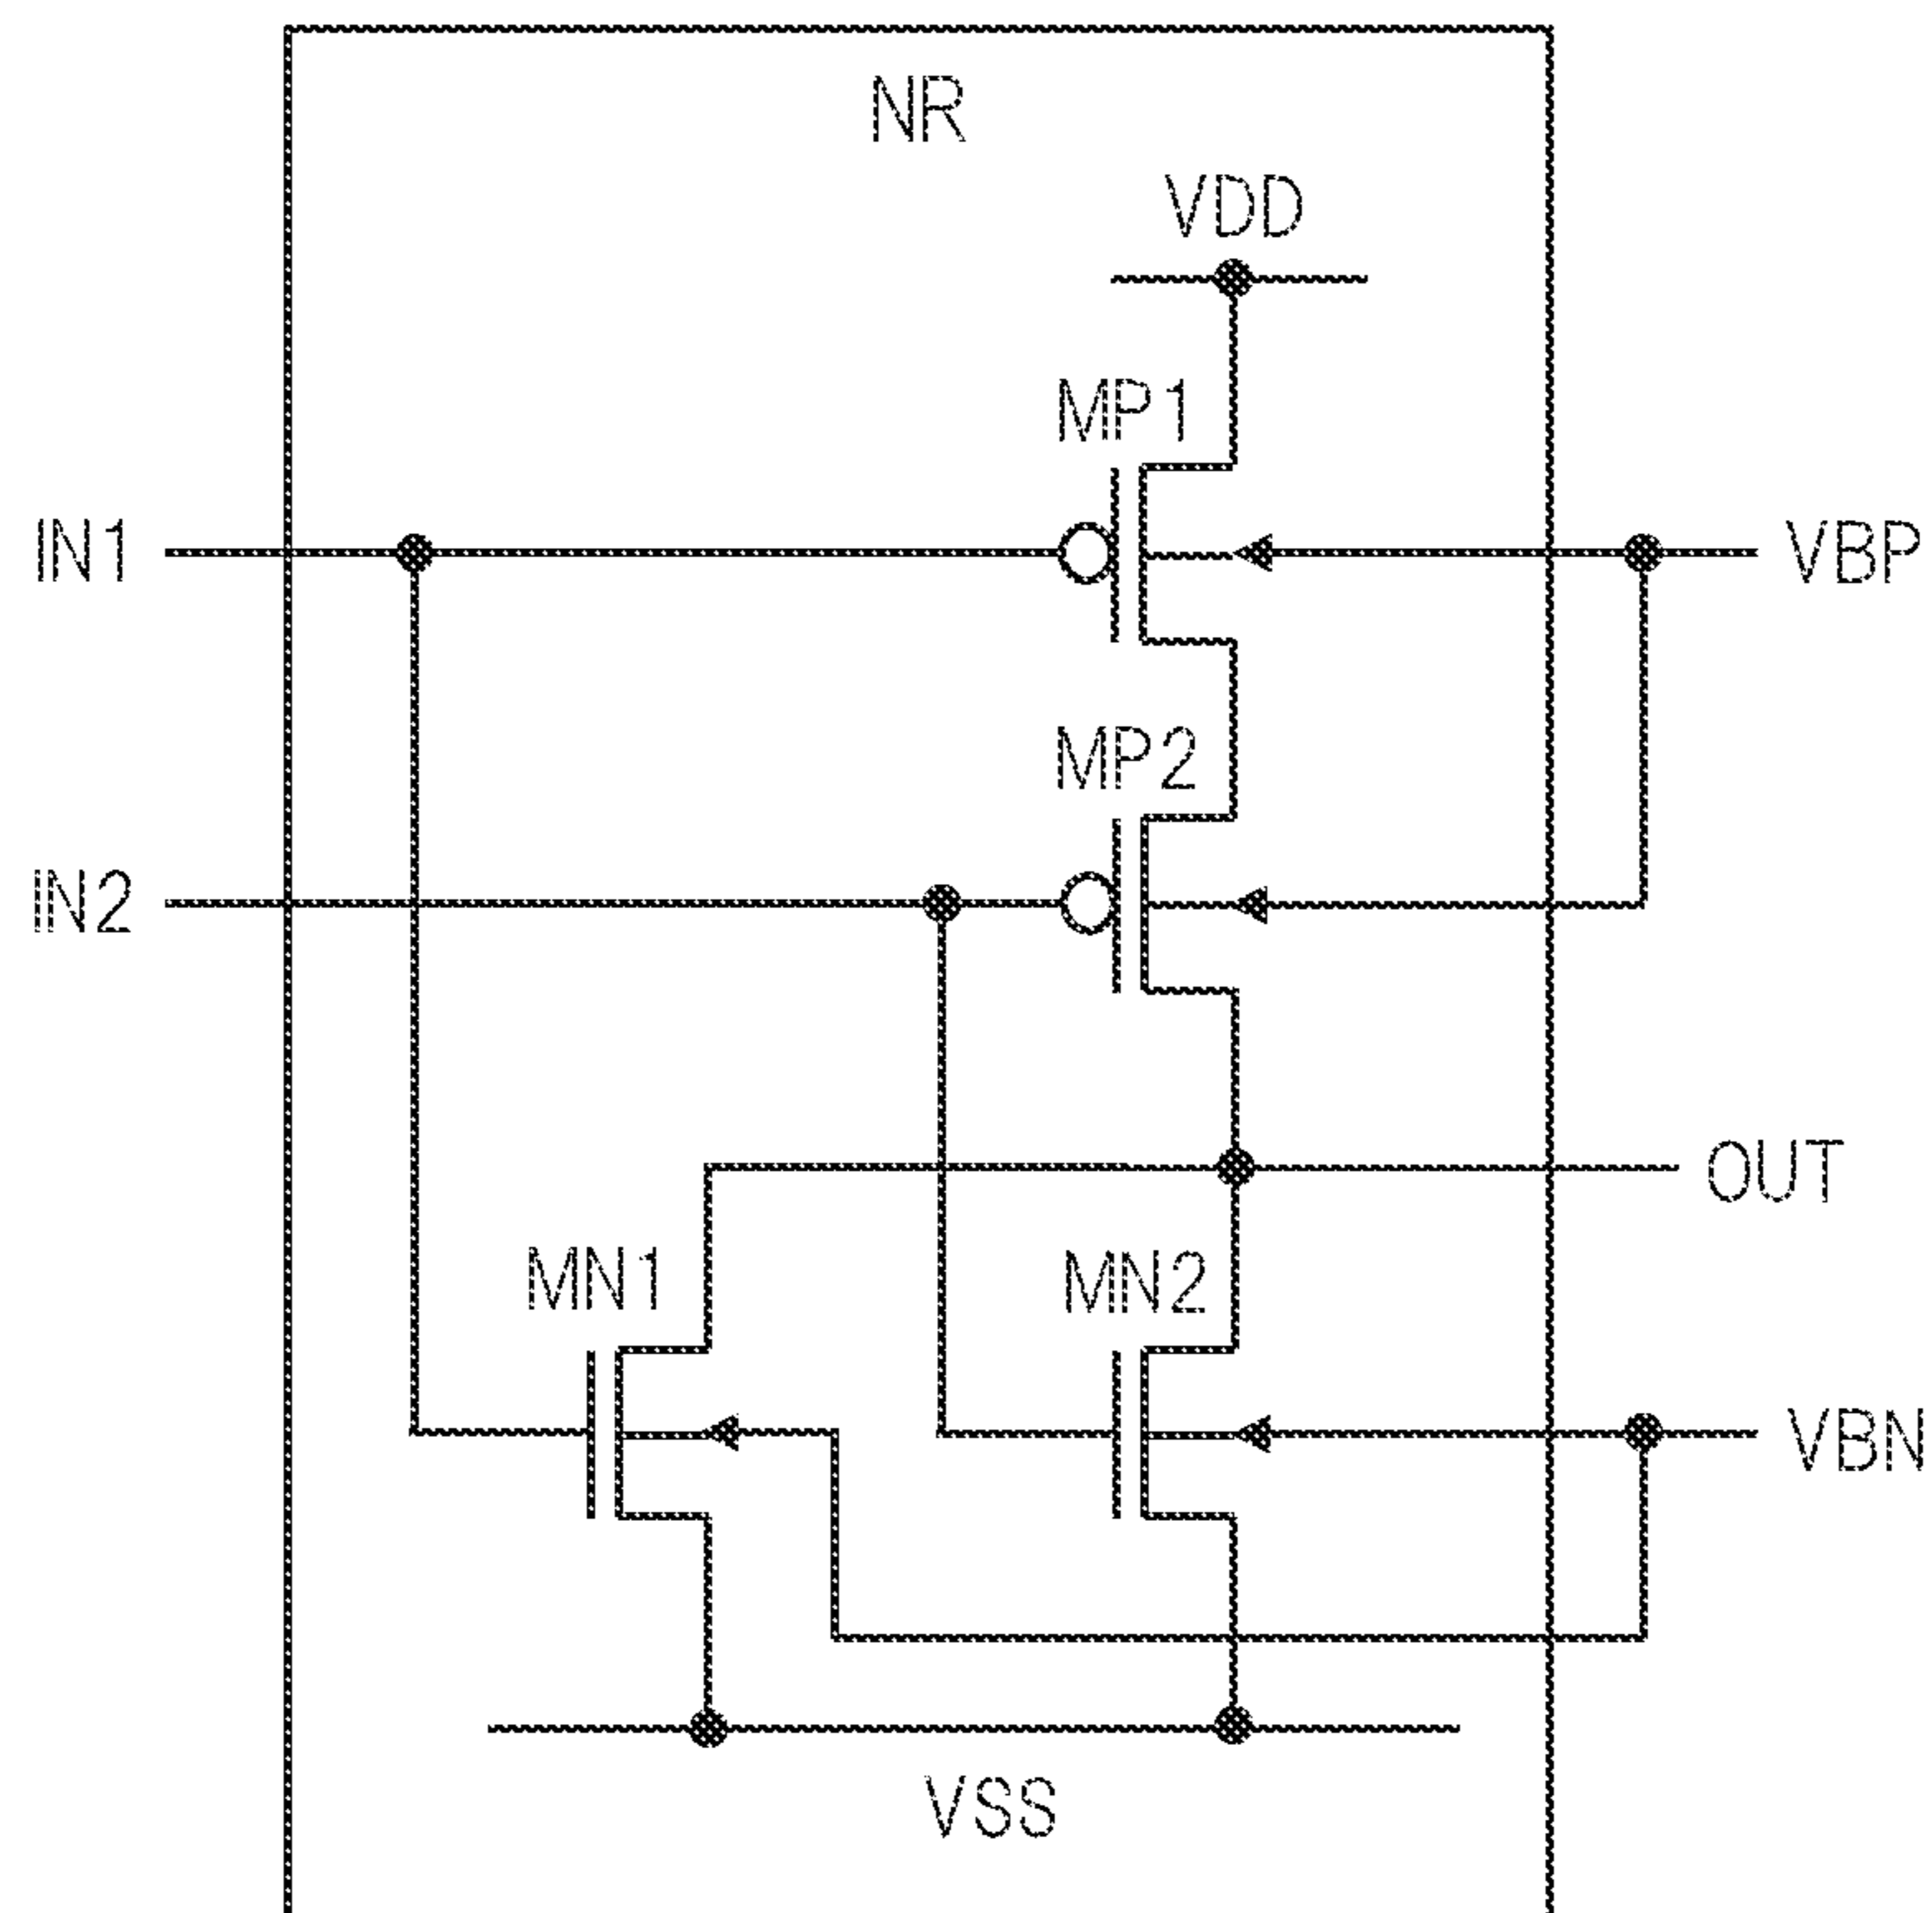 NR
VDD
MP1
IN1
VBP
MP2
IN2
OUT
MN1
MN2
VBN
VSS